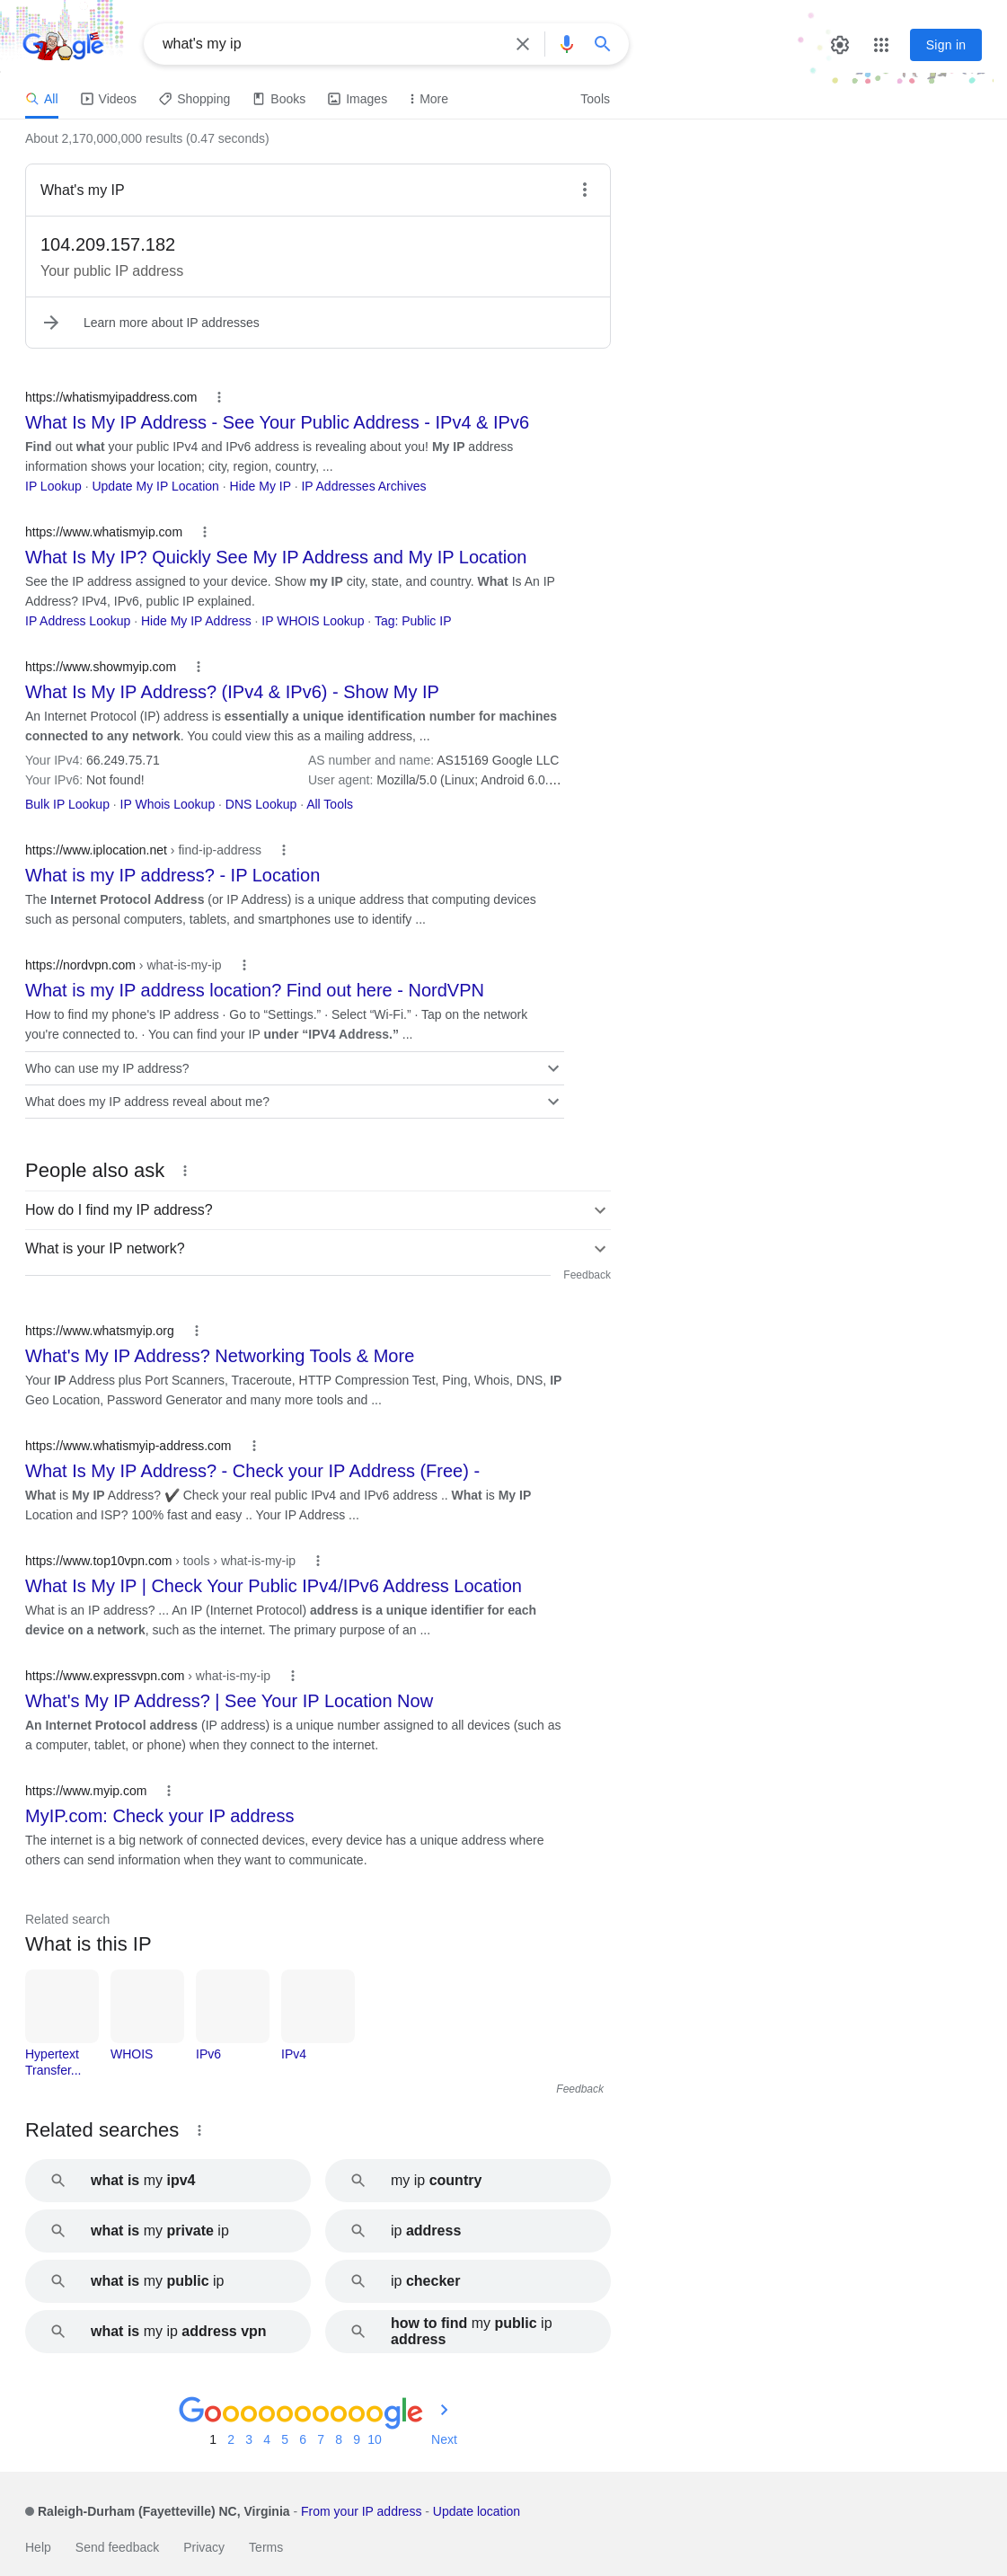 Google
what's my ip
Sign in
All
Videos
Shopping
Books
Images
More
Tools
About 2,170,000,000 results (0.47 seconds)
What's my IP
104.209.157.182
Your public IP address
Learn more about IP addresses
https://whatismyipaddress.com
What Is My IP Address - See Your Public Address - IPv4 & IPv6
Find out what your public IPv4 and IPv6 address is revealing about you! My IP address
information shows your location; city, region, country, ...
IP Lookup · Update My IP Location · Hide My IP · IP Addresses Archives
https://www.whatismyip.com
What Is My IP? Quickly See My IP Address and My IP Location
See the IP address assigned to your device. Show my IP city, state, and country. What Is An IP
Address? IPv4, IPv6, public IP explained.
IP Address Lookup · Hide My IP Address · IP WHOIS Lookup · Tag: Public IP
https://www.showmyip.com
What Is My IP Address? (IPv4 & IPv6) - Show My IP
An Internet Protocol (IP) address is essentially a unique identification number for machines
connected to any network. You could view this as a mailing address, ...
Your IPv4: 66.249.75.71 AS number and name: AS15169 Google LLC
Your IPv6: Not found! User agent: Mozilla/5.0 (Linux; Android 6.0....
Bulk IP Lookup · IP Whois Lookup · DNS Lookup · All Tools
https://www.iplocation.net › find-ip-address
What is my IP address? - IP Location
The Internet Protocol Address (or IP Address) is a unique address that computing devices
such as personal computers, tablets, and smartphones use to identify ...
https://nordvpn.com › what-is-my-ip
What is my IP address location? Find out here - NordVPN
How to find my phone's IP address · Go to “Settings.” · Select “Wi-Fi.” · Tap on the network
you're connected to. · You can find your IP under “IPV4 Address.” ...
Who can use my IP address?
What does my IP address reveal about me?
People also ask
How do I find my IP address?
What is your IP network?
Feedback
https://www.whatsmyip.org
What's My IP Address? Networking Tools & More
Your IP Address plus Port Scanners, Traceroute, HTTP Compression Test, Ping, Whois, DNS, IP
Geo Location, Password Generator and many more tools and ...
https://www.whatismyip-address.com
What Is My IP Address? - Check your IP Address (Free) -
What is My IP Address? ✔ Check your real public IPv4 and IPv6 address .. What is My IP
Location and ISP? 100% fast and easy .. Your IP Address ...
https://www.top10vpn.com › tools › what-is-my-ip
What Is My IP | Check Your Public IPv4/IPv6 Address Location
What is an IP address? ... An IP (Internet Protocol) address is a unique identifier for each
device on a network, such as the internet. The primary purpose of an ...
https://www.expressvpn.com › what-is-my-ip
What's My IP Address? | See Your IP Location Now
An Internet Protocol address (IP address) is a unique number assigned to all devices (such as
a computer, tablet, or phone) when they connect to the internet.
https://www.myip.com
MyIP.com: Check your IP address
The internet is a big network of connected devices, every device has a unique address where
others can send information when they want to communicate.
Related search
What is this IP
Hypertext
Transfer...
WHOIS
IPv6
IPv4
Feedback
Related searches
what is my ipv4
my ip country
what is my private ip
ip address
what is my public ip
ip checker
what is my ip address vpn
how to find my public ip
address
Goooooooooogle
1 2 3 4 5 6 7 8 9 10 Next
Raleigh-Durham (Fayetteville) NC, Virginia - From your IP address - Update location
Help Send feedback Privacy Terms